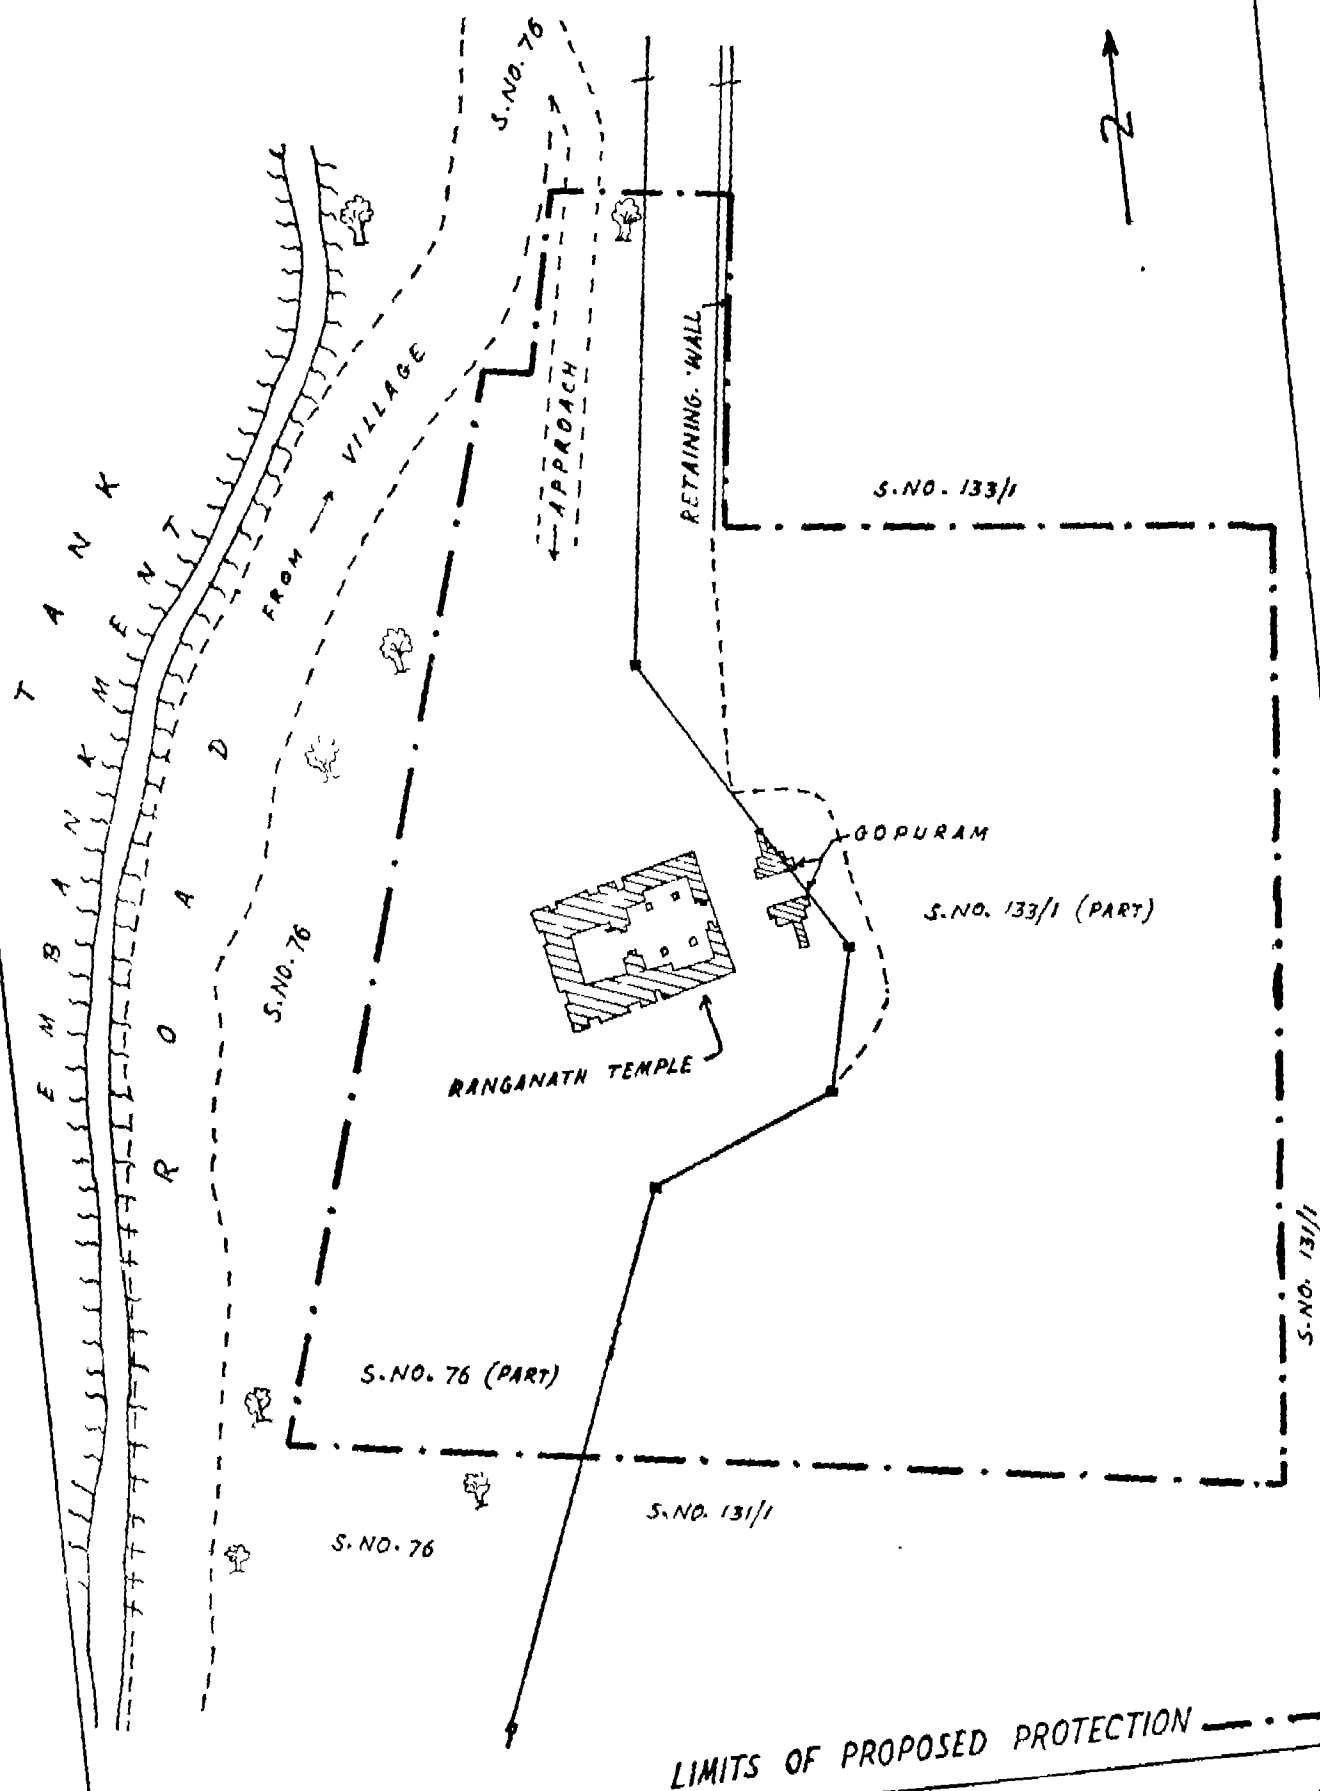 S.NO. 76
N
TANK
EMBANKMENT
ROAD
FROM → VILLAGE
← APPROACH
RETAINING. WALL
S.NO. 133/1
GOPURAM
S.NO. 133/1 (PART)
S.NO. 76
RANGANATH TEMPLE
S.NO. 131/1
S.NO. 76 (PART)
S.NO. 131/1
S.NO. 76
LIMITS OF PROPOSED PROTECTION